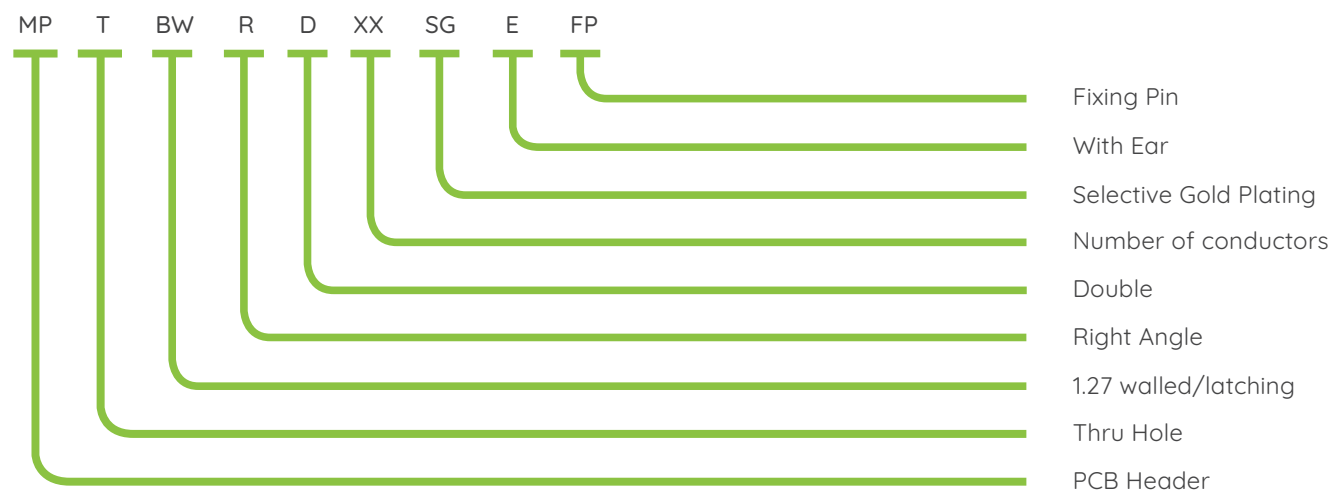 MP T BW R D XX SG E FP
Fixing Pin
With Ear
Selective Gold Plating
Number of conductors
Double
Right Angle
1.27 walled/latching
Thru Hole
PCB Header